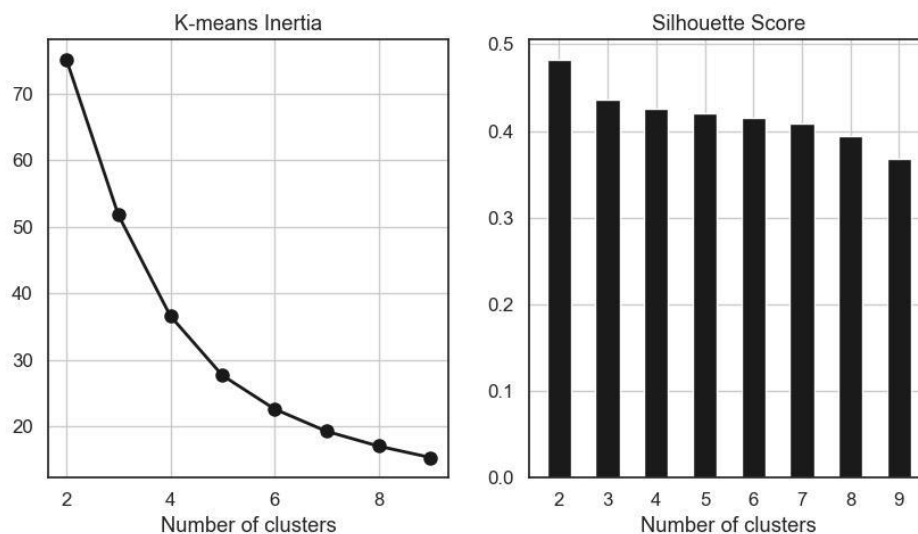 K-means Inertia
70
60
50
40
30
20
2 4 6 8
Number of clusters
Silhouette Score
0.5
0.4
0.3
0.2
0.1
0.0
2 3 4 5 6 7 8 9
Number of clusters